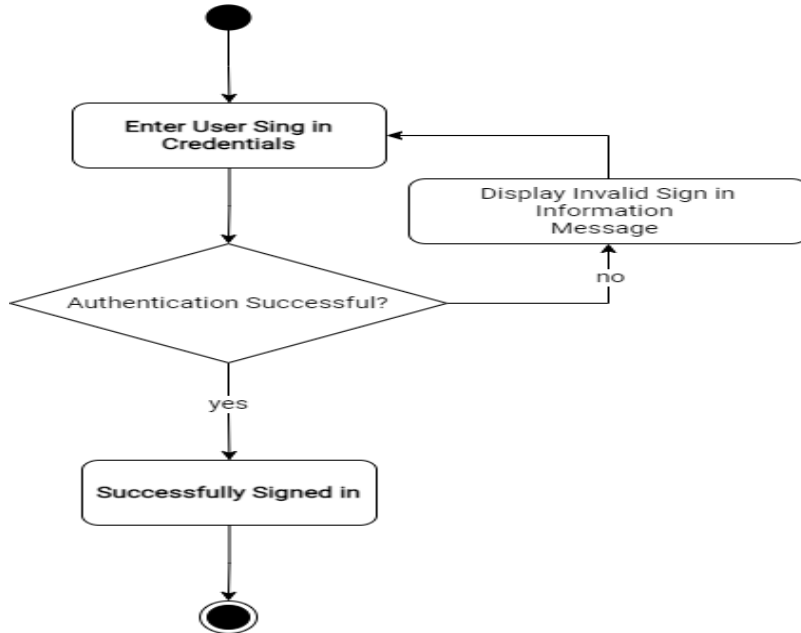 Enter User Sing in
Credentials
Display Invalid Sign in
Information
Message
Authentication Successful?
no
yes
Successfully Signed in